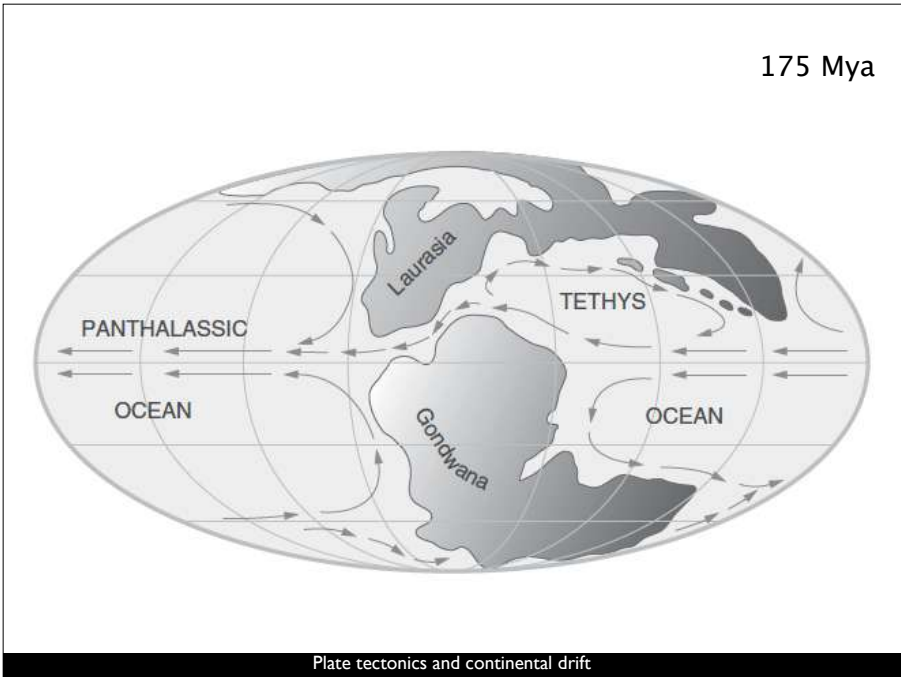 175 Mya
Laurasia
TETHYS
PANTHALASSIC
OCEAN
OCEAN
Gondwana
Plate tectonics and continental drift